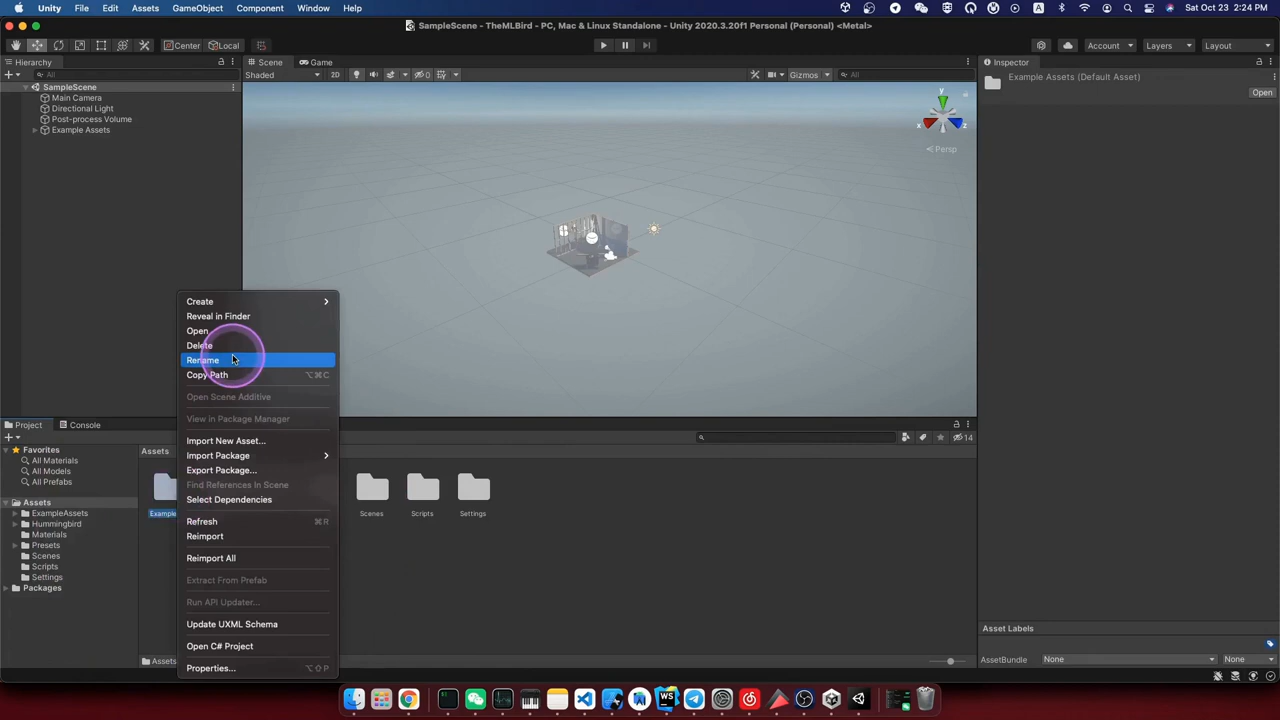 Unity File Edit Assets GameObject Component Window Help A Sat Oct 23 2:24 PM
SampleScene - TheMLBird - PC, Mac & Linux Standalone - Unity 2020.3.20f1 Personal (Personal) <Metal>
Center Local Account Layers Layout
Hierarchy
All
SampleScene
Main Camera
Directional Light
Post-process Volume
Example Assets
Scene Game
Shaded 2D 0 Gizmos All
y
x z
Persp
Inspector
Example Assets (Default Asset)
Open
Create
Reveal in Finder
Open
Delete
Rename
Copy Path ⌥⌘C
Open Scene Additive
View in Package Manager
Import New Asset...
Import Package
Export Package...
Find References In Scene
Select Dependencies
Refresh ⌘R
Reimport
Reimport All
Extract From Prefab
Run API Updater...
Update UXML Schema
Open C# Project
Properties... ⌥⇧P
Project Console
14
Favorites
All Materials
All Models
All Prefabs
Assets
ExampleAssets
Hummingbird
Materials
Presets
Scenes
Scripts
Settings
Packages
Assets
Example
Scenes Scripts Settings
Assets
Asset Labels
AssetBundle None None
WS